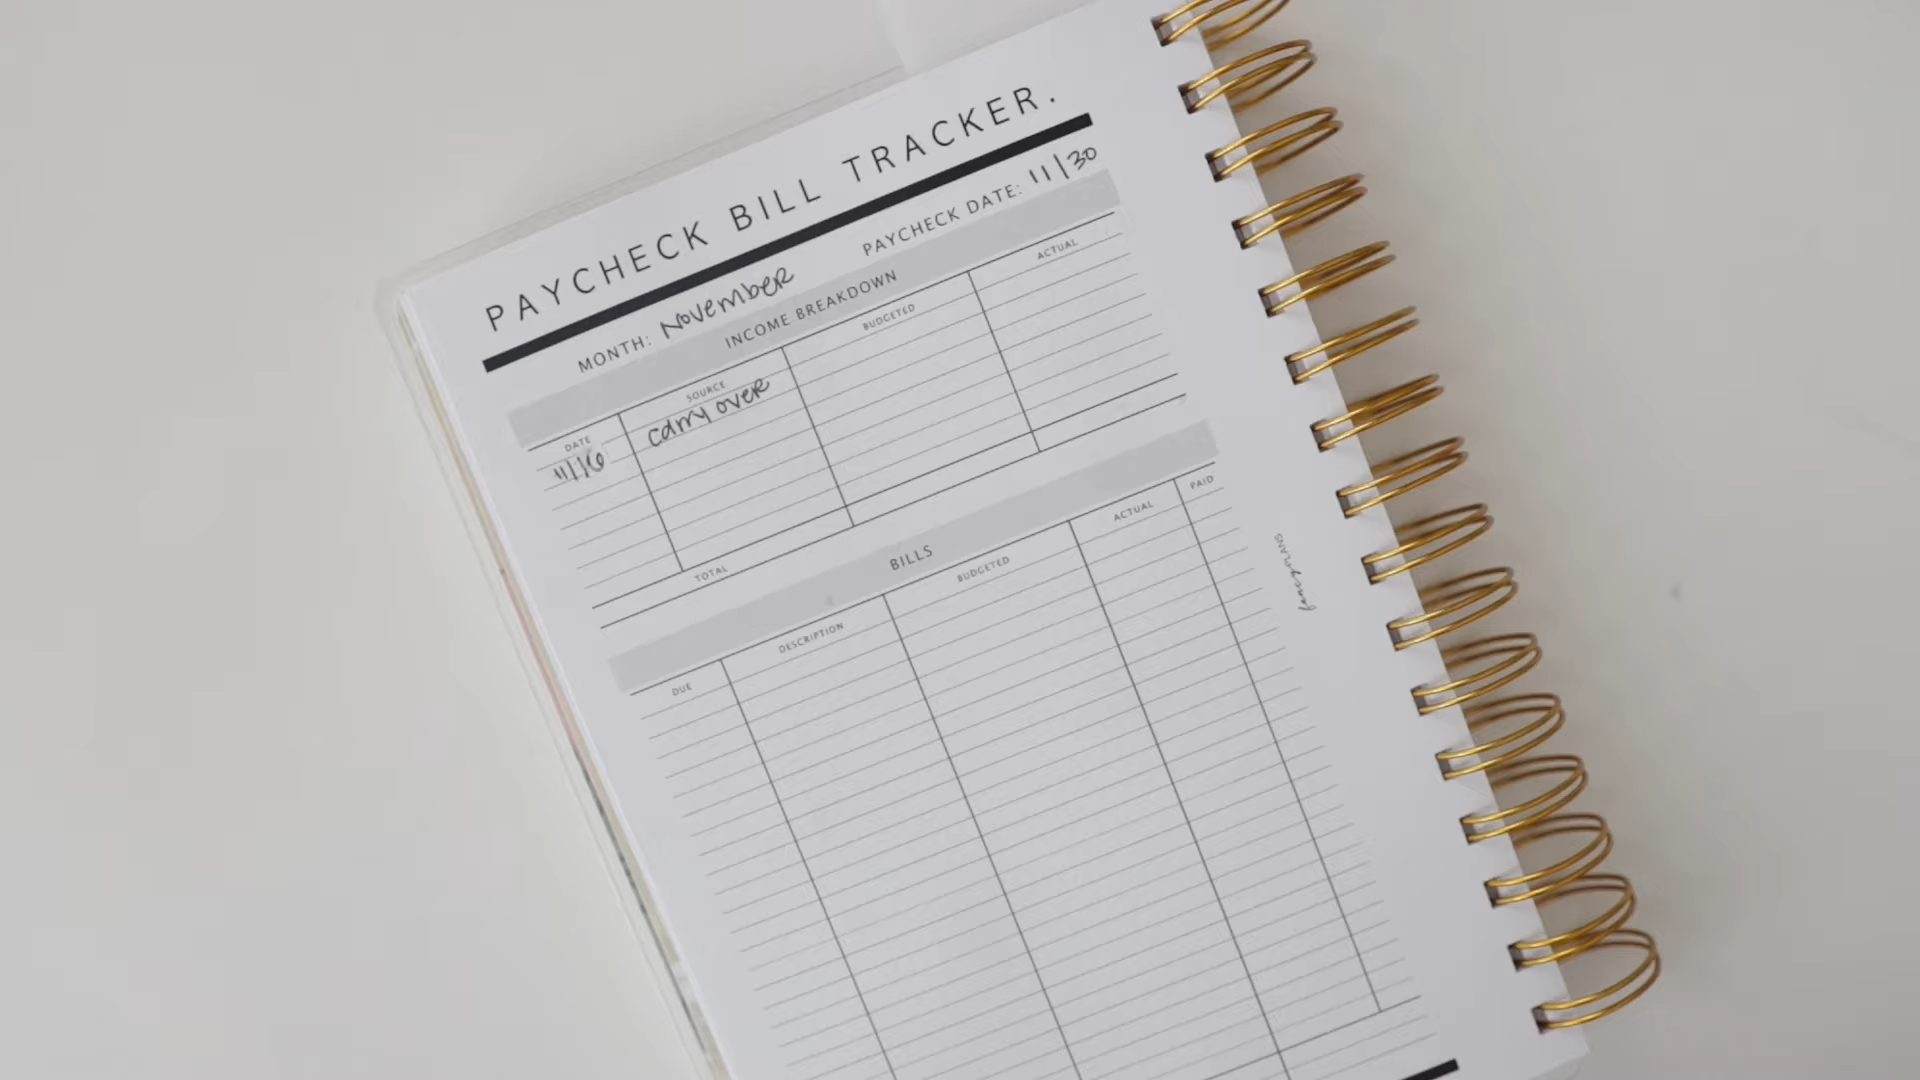 PAYCHECK BILL TRACKER.
MONTH: November PAYCHECK DATE: 11/30
INCOME BREAKDOWN
DATE SOURCE BUDGETED ACTUAL
11/16 carry over
TOTAL
BILLS
DUE DESCRIPTION BUDGETED ACTUAL PAID